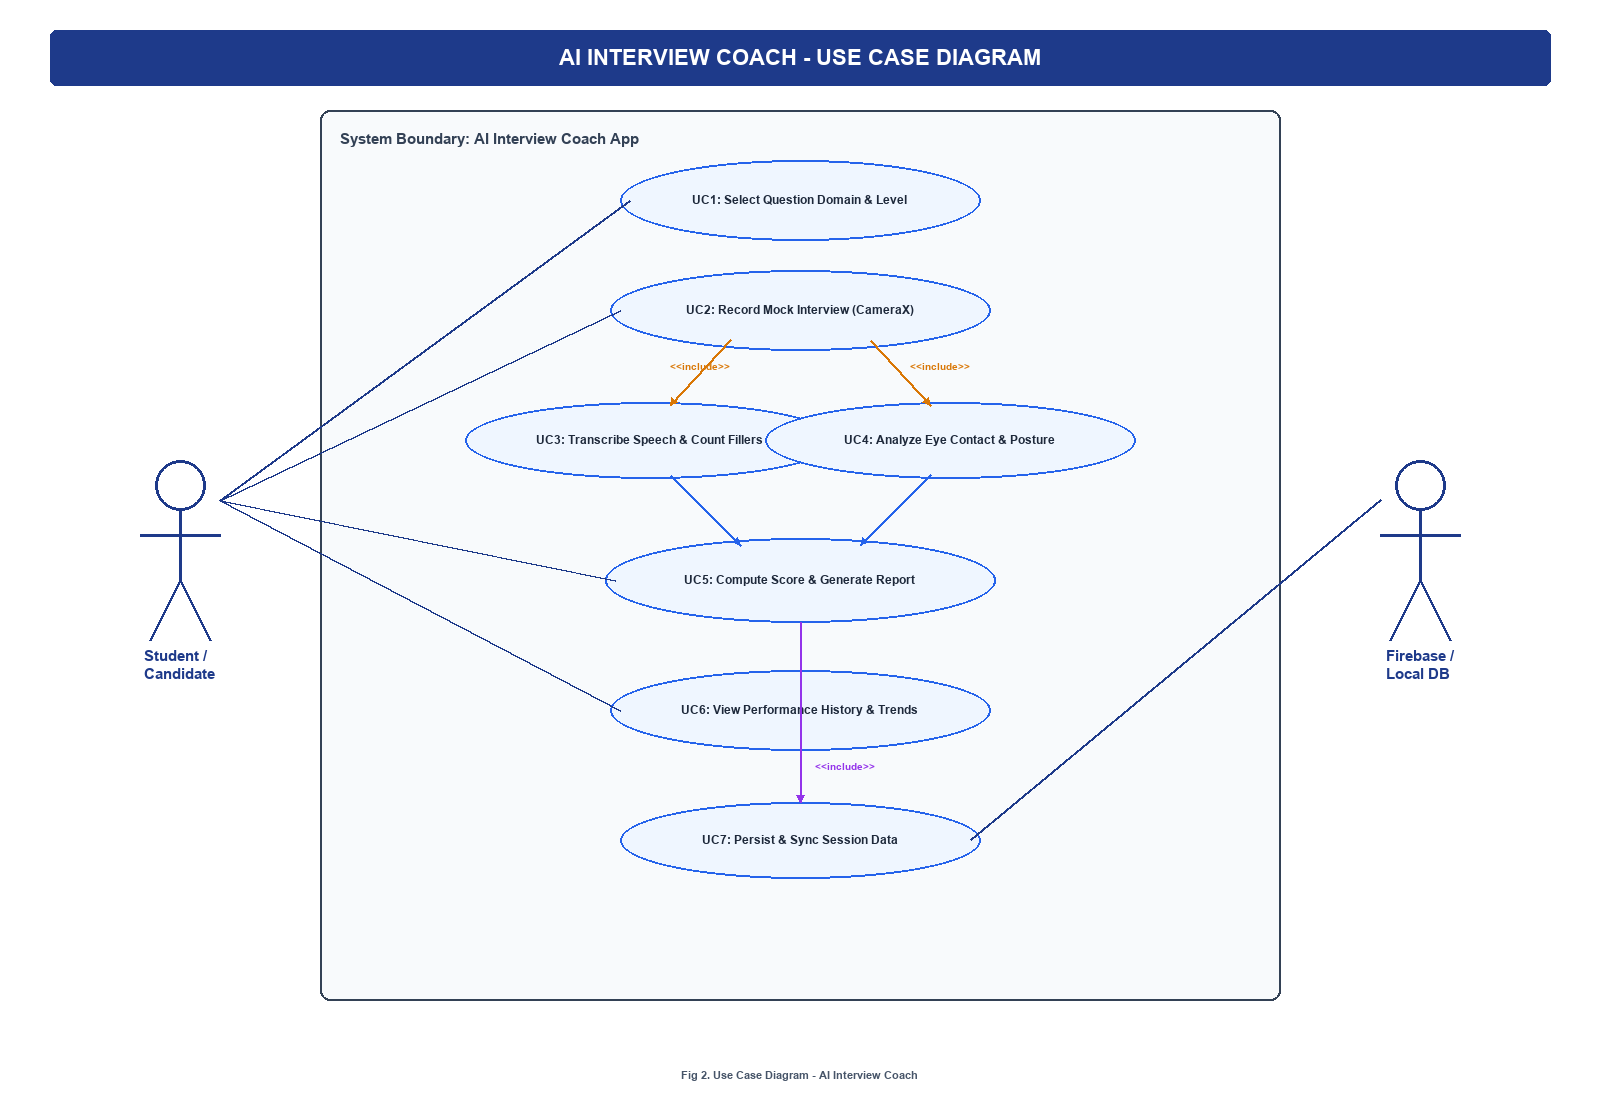 AI INTERVIEW COACH - USE CASE DIAGRAM
System Boundary: AI Interview Coach App
UC1: Select Question Domain & Level
UC2: Record Mock Interview (CameraX)
<<include>>
<<include>>
UC3: Transcribe Speech & Count Fillers
UC4: Analyze Eye Contact & Posture
UC5: Compute Score & Generate Report
Student /
Candidate
Firebase /
Local DB
UC6: View Performance History & Trends
<<include>>
UC7: Persist & Sync Session Data
Fig 2. Use Case Diagram - AI Interview Coach